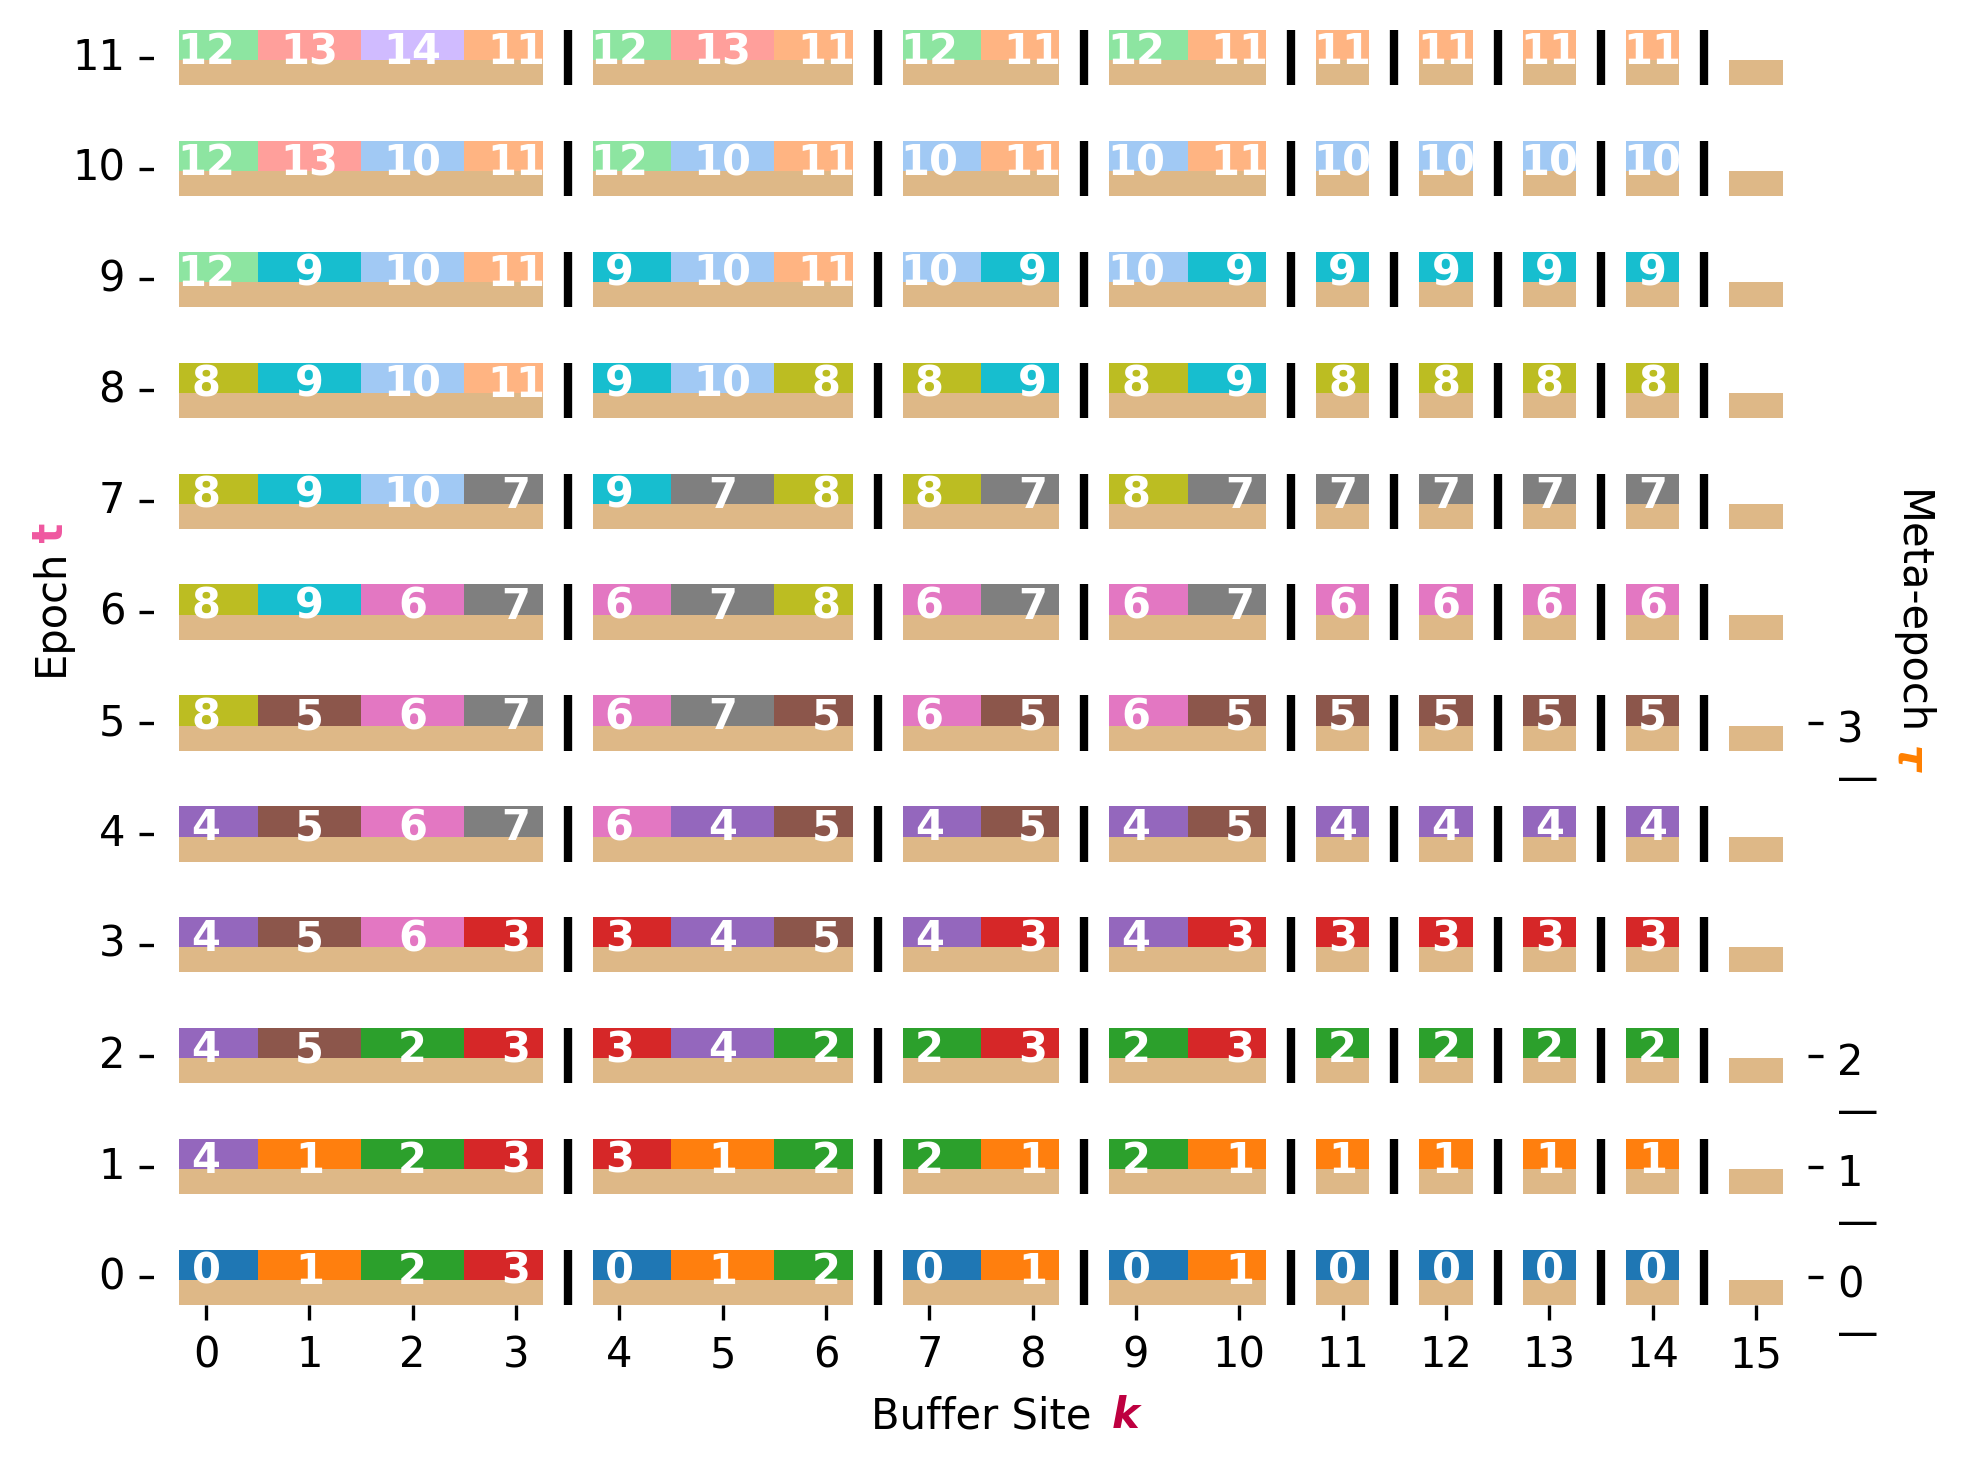 11 – 12 13 14 11 12 13 11 12 11 12 11 11 11 11 11
10 – 12 13 10 11 12 10 11 10 11 10 11 10 10 10 10
9 – 12 9 10 11 9 10 11 10 9 10 9 9 9 9 9
8 – 8 9 10 11 9 10 8 8 9 8 9 8 8 8 8
7 – 8 9 10 7 9 7 8 8 7 8 7 7 7 7 7
6 – 8 9 6 7 6 7 8 6 7 6 7 6 6 6 6
5 – 8 5 6 7 6 7 5 6 5 6 5 5 5 5 5 – 3
4 – 4 5 6 7 6 4 5 4 5 4 5 4 4 4 4
3 – 4 5 6 3 3 4 5 4 3 4 3 3 3 3 3
2 – 4 5 2 3 3 4 2 2 3 2 3 2 2 2 2 – 2
1 – 4 1 2 3 3 1 2 2 1 2 1 1 1 1 1 – 1
0 – 0 1 2 3 0 1 2 0 1 0 1 0 0 0 0 – 0
0 1 2 3 4 5 6 7 8 9 10 11 12 13 14 15
Buffer Site k
Epoch t
Meta-epoch τ